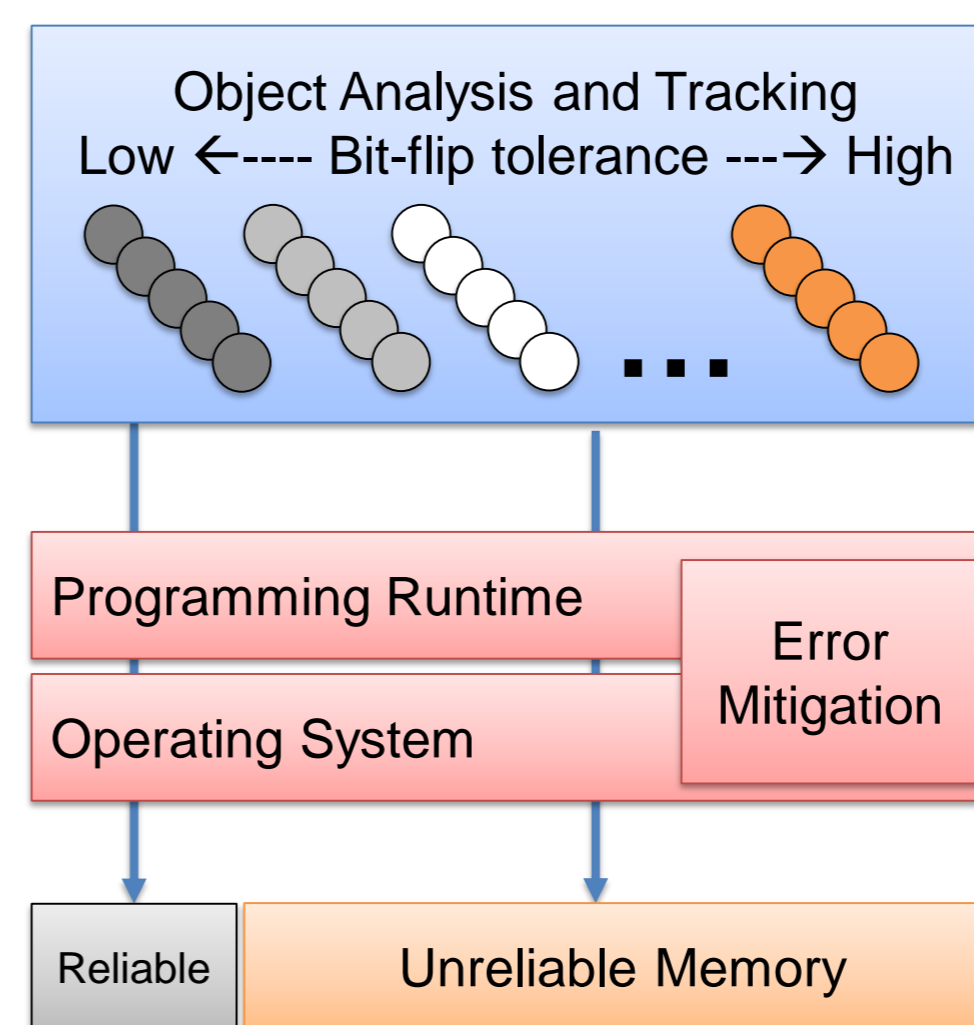 Object Analysis and Tracking
Low ←---- Bit-flip tolerance ---→ High
...
Programming Runtime
Error
Mitigation
Operating System
Reliable
Unreliable Memory